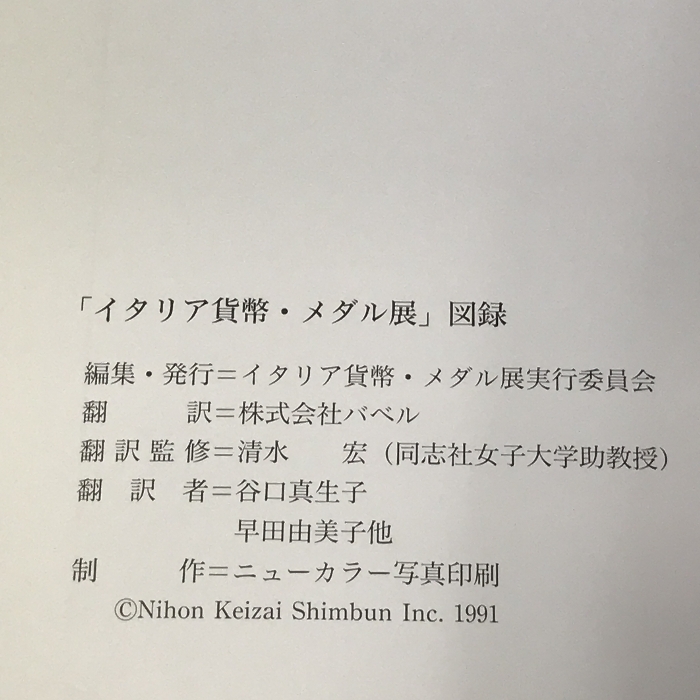 「イタリア貨幣・メダル展」図録
編集・発行＝イタリア貨幣・メダル展実行委員会
翻　　　訳＝株式会社バベル
翻訳監修＝清水　宏（同志社女子大学助教授）
翻　訳　者＝谷口真生子
早田由美子他
制　　　作＝ニューカラー写真印刷
©Nihon Keizai Shimbun Inc. 1991